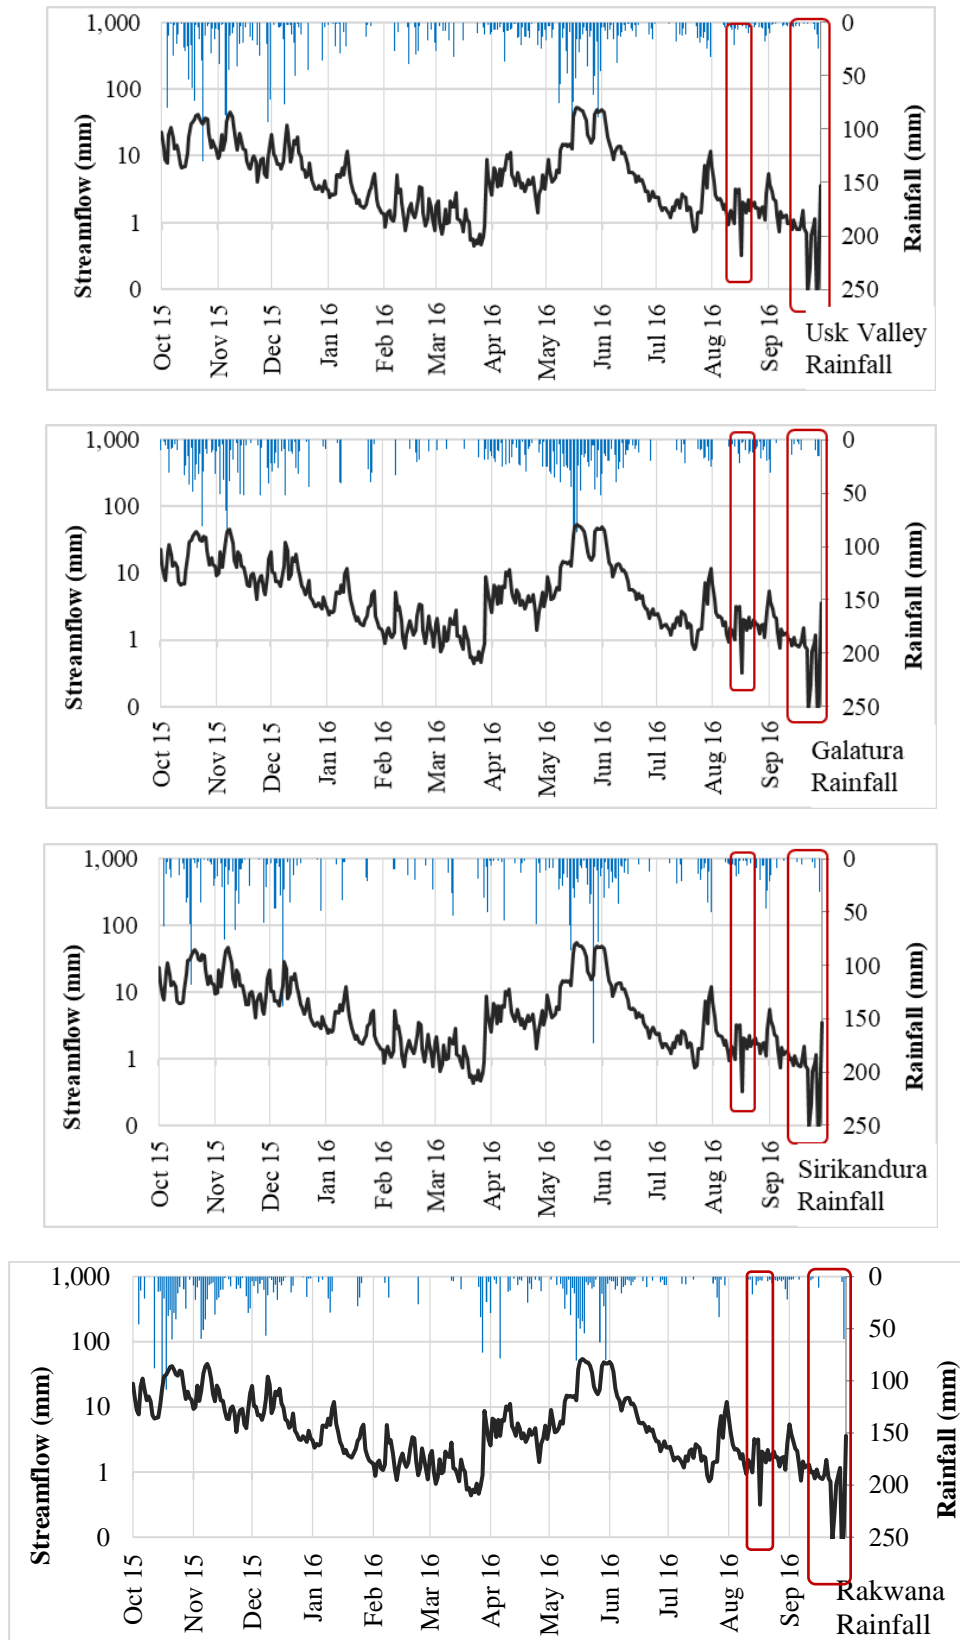 1,000
100
10
1
0
Streamflow (mm)
0
50
100
150
200
250
Rainfall (mm)
Oct 15
Nov 15
Dec 15
Jan 16
Feb 16
Mar 16
Apr 16
May 16
Jun 16
Jul 16
Aug 16
Sep 16
Usk Valley
Rainfall
1,000
100
10
1
0
Streamflow (mm)
0
50
100
150
200
250
Rainfall (mm)
Oct 15
Nov 15
Dec 15
Jan 16
Feb 16
Mar 16
Apr 16
May 16
Jun 16
Jul 16
Aug 16
Sep 16
Galatura
Rainfall
1,000
100
10
1
0
Streamflow (mm)
0
50
100
150
200
250
Rainfall (mm)
Oct 15
Nov 15
Dec 15
Jan 16
Feb 16
Mar 16
Apr 16
May 16
Jun 16
Jul 16
Aug 16
Sep 16
Sirikandura
Rainfall
1,000
100
10
1
0
Streamflow (mm)
0
50
100
150
200
250
Rainfall (mm)
Oct 15
Nov 15
Dec 15
Jan 16
Feb 16
Mar 16
Apr 16
May 16
Jun 16
Jul 16
Aug 16
Sep 16
Rakwana
Rainfall